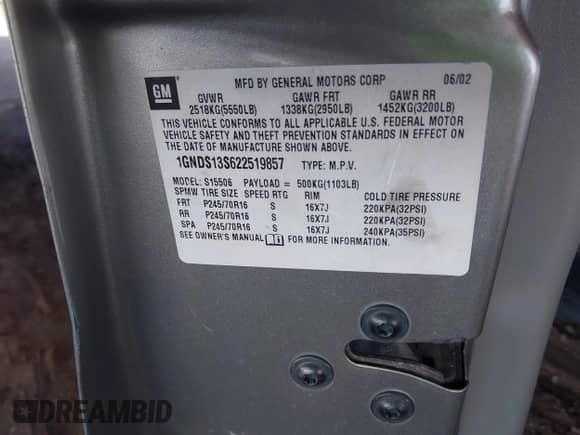 GM
MFD BY GENERAL MOTORS CORP 06/02
GVWR GAWR FRT GAWR RR
2518KG(5550LB) 1338KG(2950LB) 1452KG(3200LB)
THIS VEHICLE CONFORMS TO ALL APPLICABLE U.S. FEDERAL MOTOR
VEHICLE SAFETY AND THEFT PREVENTION STANDARDS IN EFFECT ON
THE DATE OF MANUFACTURE SHOWN ABOVE.
1GNDS13S622519857 TYPE: M.P.V.
MODEL: S15506 PAYLOAD = 500KG(1103LB)
SPMW TIRE SIZE SPEED RTG RIM COLD TIRE PRESSURE
FRT P245/70R16 S 16X7J 220KPA(32PSI)
RR P245/70R16 S 16X7J 220KPA(32PSI)
SPA P245/70R16 S 16X7J 240KPA(35PSI)
SEE OWNER'S MANUAL FOR MORE INFORMATION.
DREAMBID